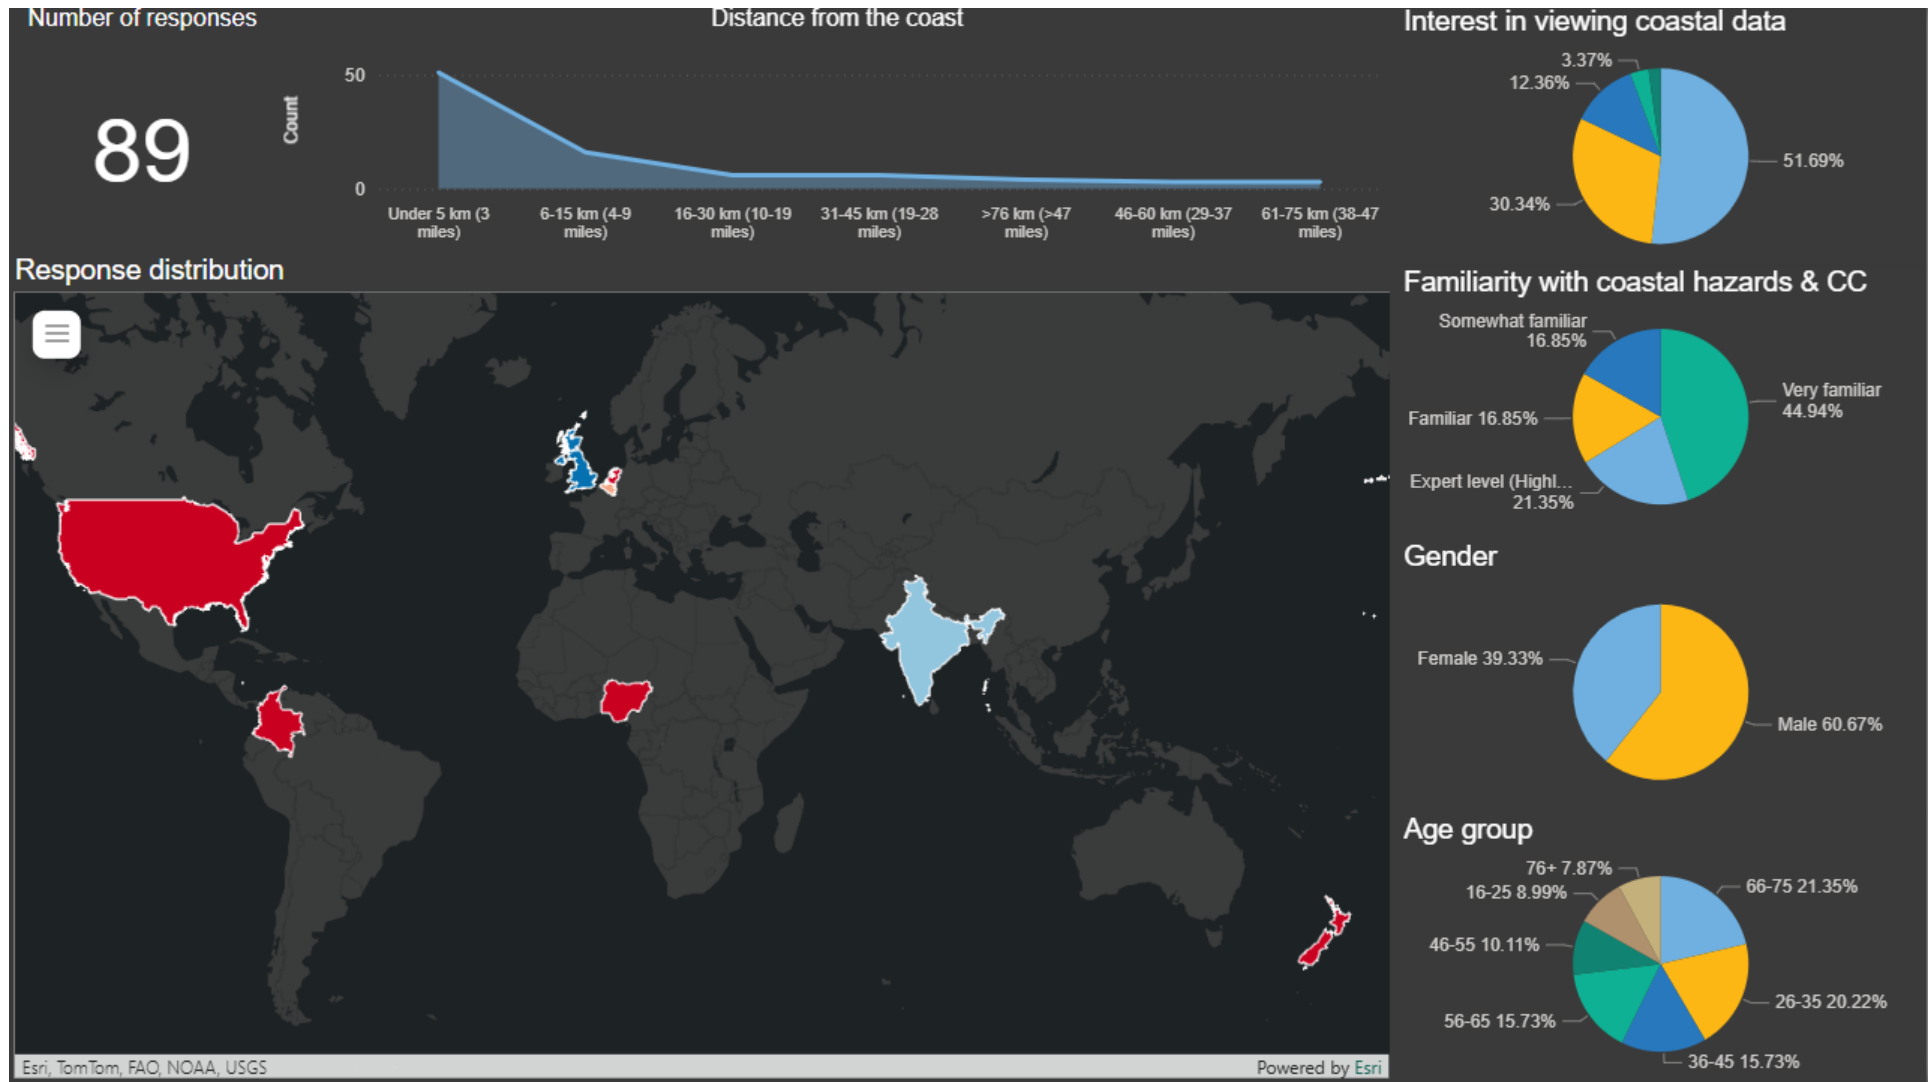 Number of responses
89
Distance from the coast
Count
50
0
Under 5 km (3
miles)
6-15 km (4-9
miles)
16-30 km (10-19
miles)
31-45 km (19-28
miles)
>76 km (>47
miles)
46-60 km (29-37
miles)
61-75 km (38-47
miles)
Interest in viewing coastal data
3.37%
12.36%
30.34%
51.69%
Response distribution
Esri, TomTom, FAO, NOAA, USGS
Powered by Esri
Familiarity with coastal hazards & CC
Somewhat familiar
16.85%
Familiar 16.85%
Expert level (Highl...
21.35%
Very familiar
44.94%
Gender
Female 39.33%
Male 60.67%
Age group
76+ 7.87%
16-25 8.99%
46-55 10.11%
56-65 15.73%
66-75 21.35%
26-35 20.22%
36-45 15.73%